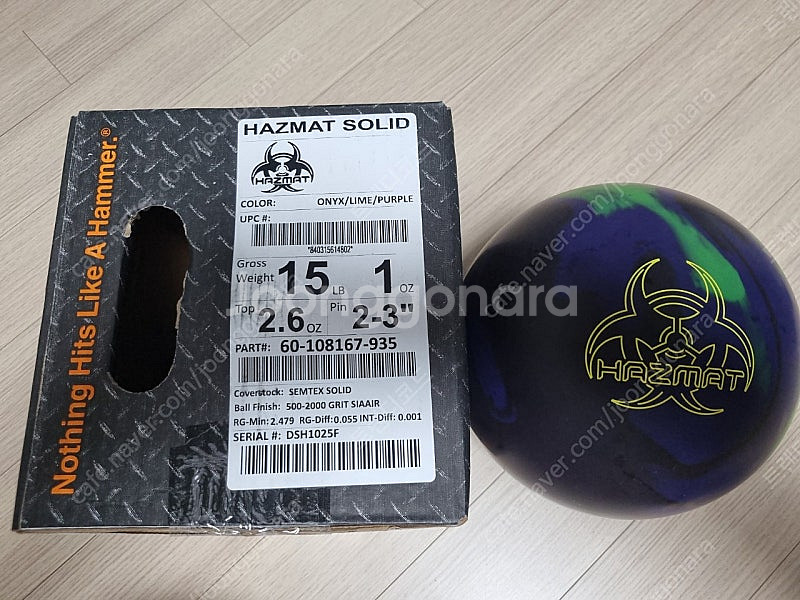 Nothing Hits Like A Hammer.®
HAZMAT SOLID
HAZMAT
COLOR: ONYX/LIME/PURPLE
UPC #:
*840315614802*
Gross Weight 15 LB 1 OZ
Top 2.6 OZ Pin 2-3"
PART#: 60-108167-935
Coverstock: SEMTEX SOLID
Ball Finish: 500-2000 GRIT SIAAIR
RG-Min: 2.479 RG-Diff: 0.055 INT-Diff: 0.001
SERIAL #: DSH1025F
HAZMAT
Joonggonara
cafe.naver.com/joonggonara